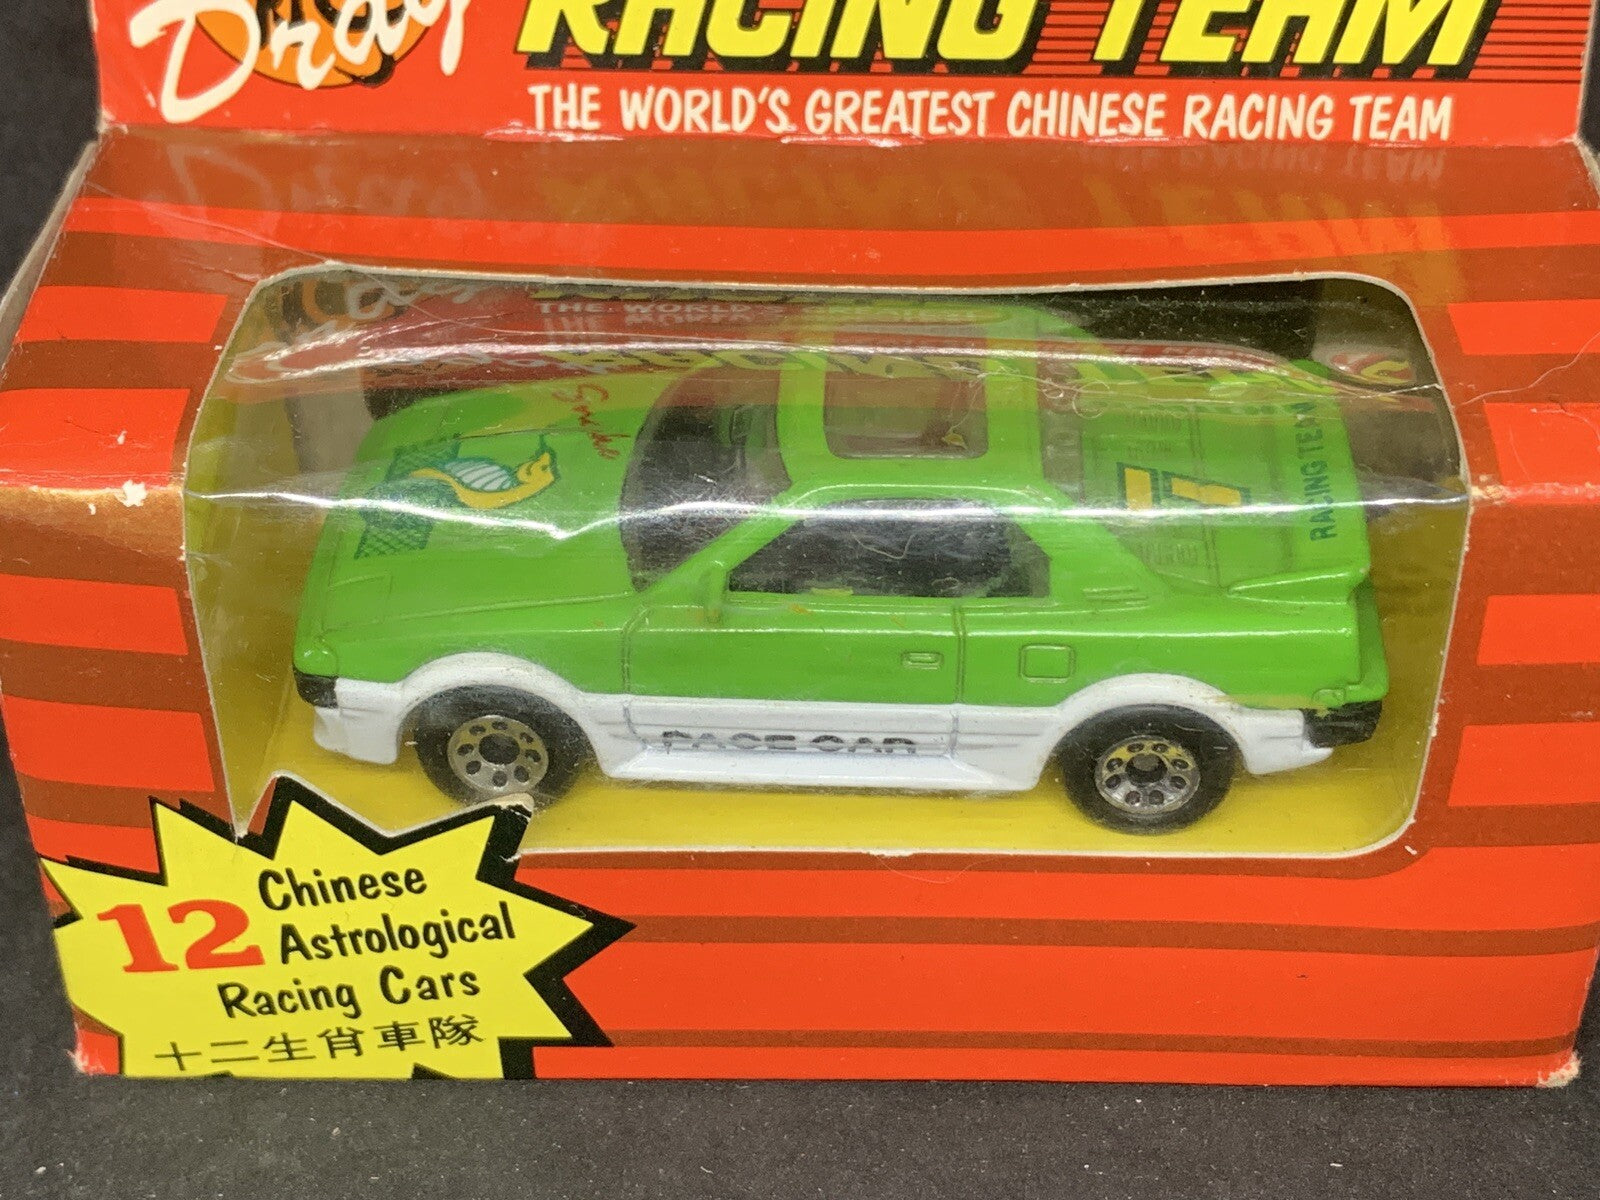 RACING TEAM
THE WORLD'S GREATEST CHINESE RACING TEAM
Snake
RACING TEAM
PACE CAR
12 Chinese
Astrological
Racing Cars
十二生肖車隊